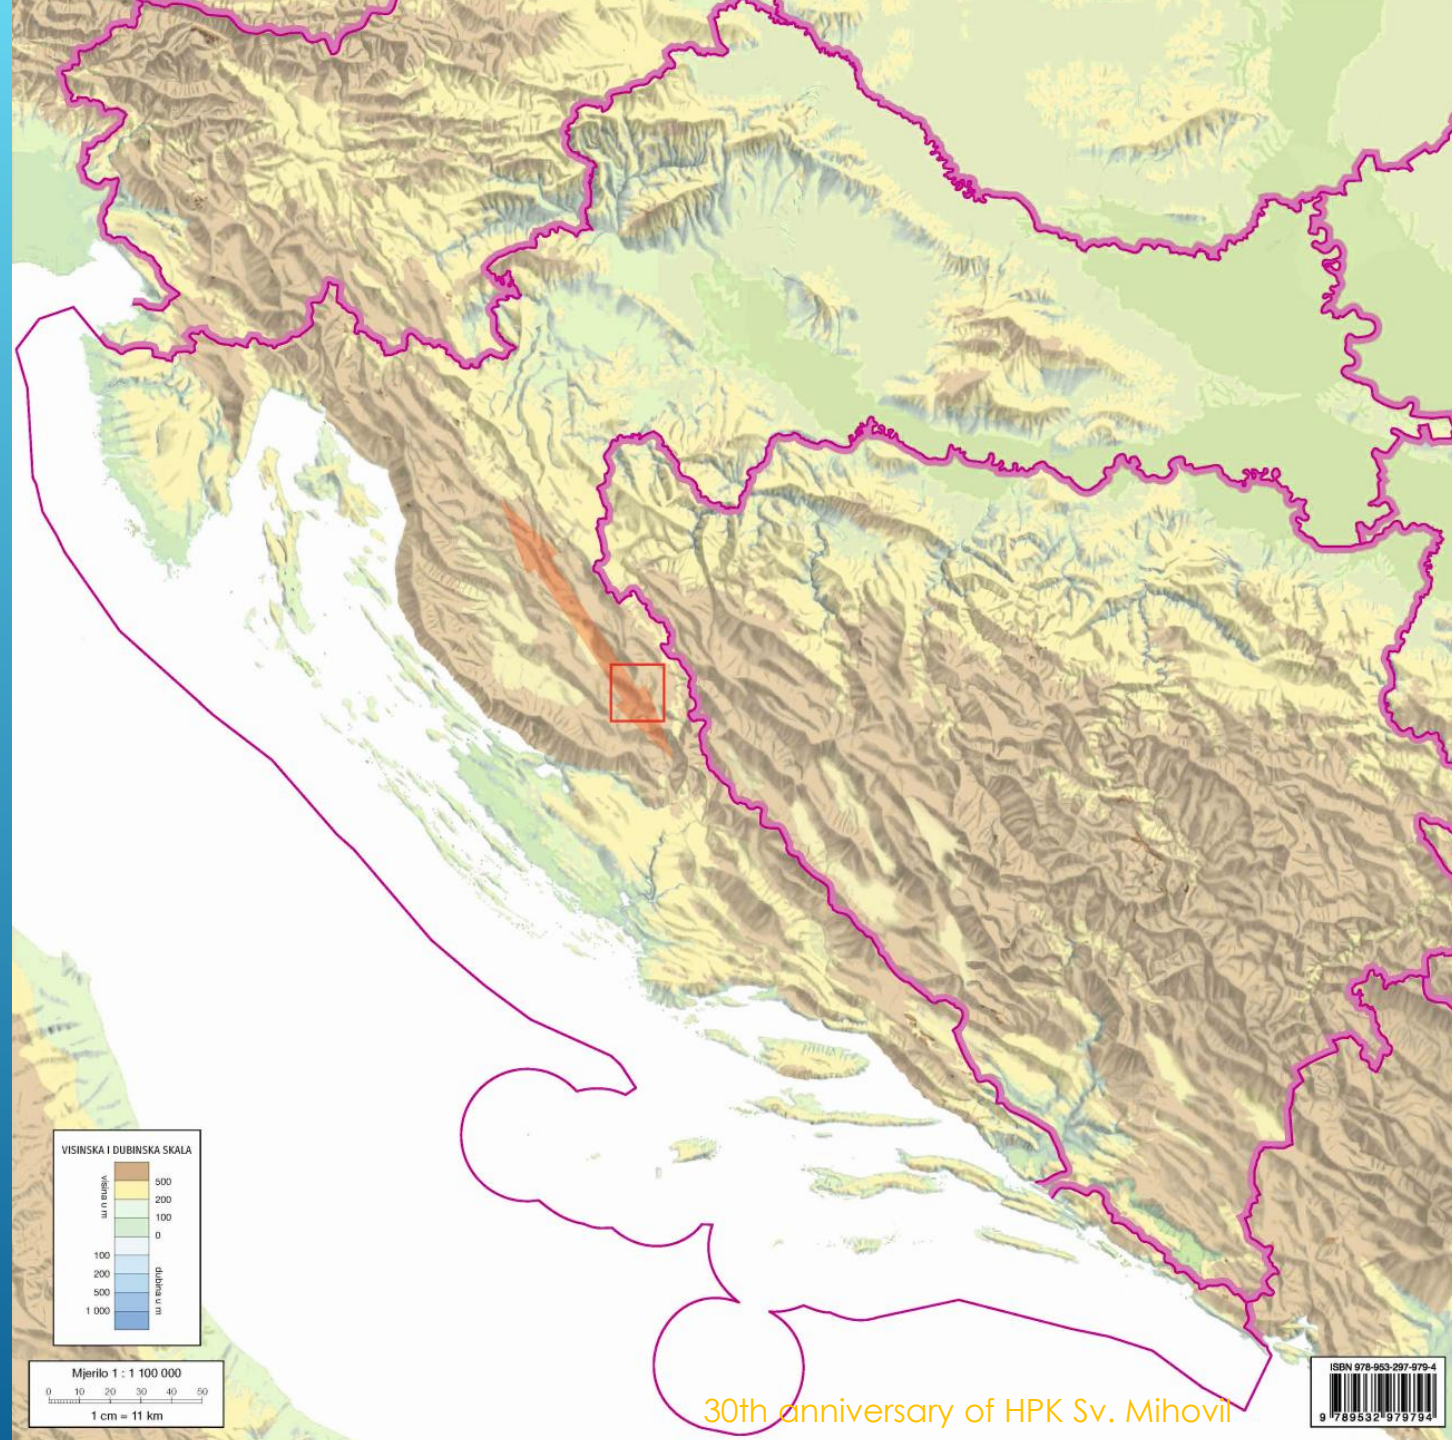 VISINSKA I DUBINSKA SKALA
visina u m
500
200
100
0
100
200
500
1 000
dubina u m
Mjerilo 1 : 1 100 000
0 10 20 30 40 50
1 cm = 11 km
30th anniversary of HPK Sv. Mihovil
ISBN 978-953-297-979-4
9 789532 979794